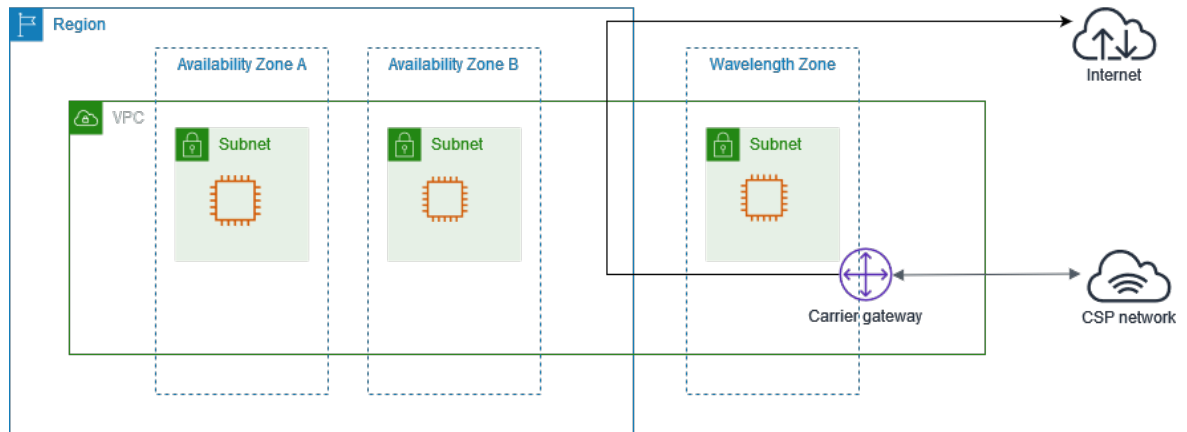 Region
Availability Zone A
Availability Zone B
Wavelength Zone
Internet
VPC
Subnet
Subnet
Subnet
Carrier gateway
CSP network